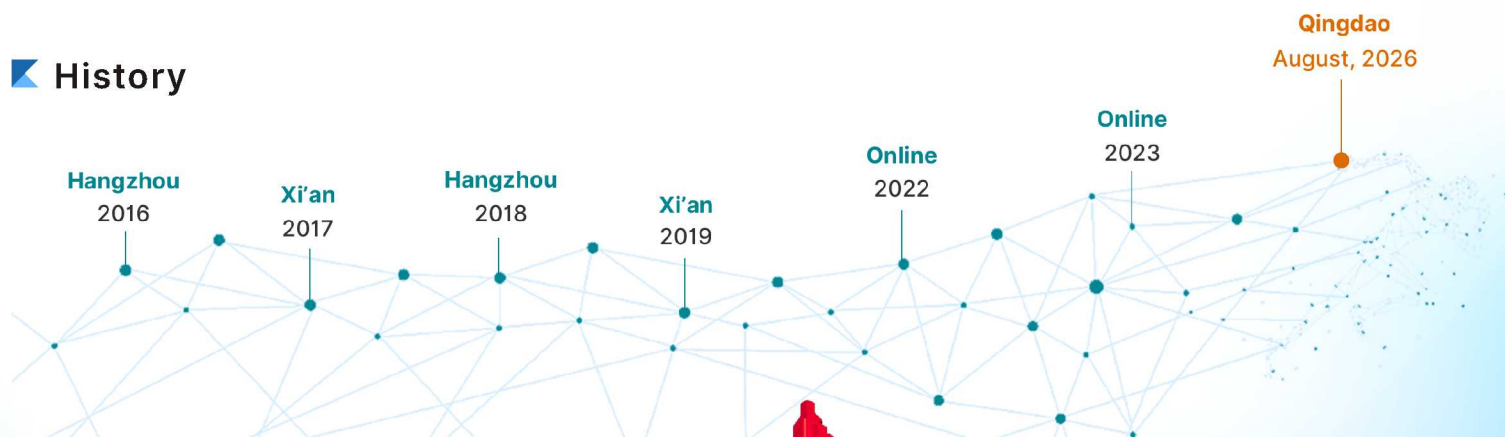 History
Hangzhou
2016
Xi’an
2017
Hangzhou
2018
Xi’an
2019
Online
2022
Online
2023
Qingdao
August, 2026